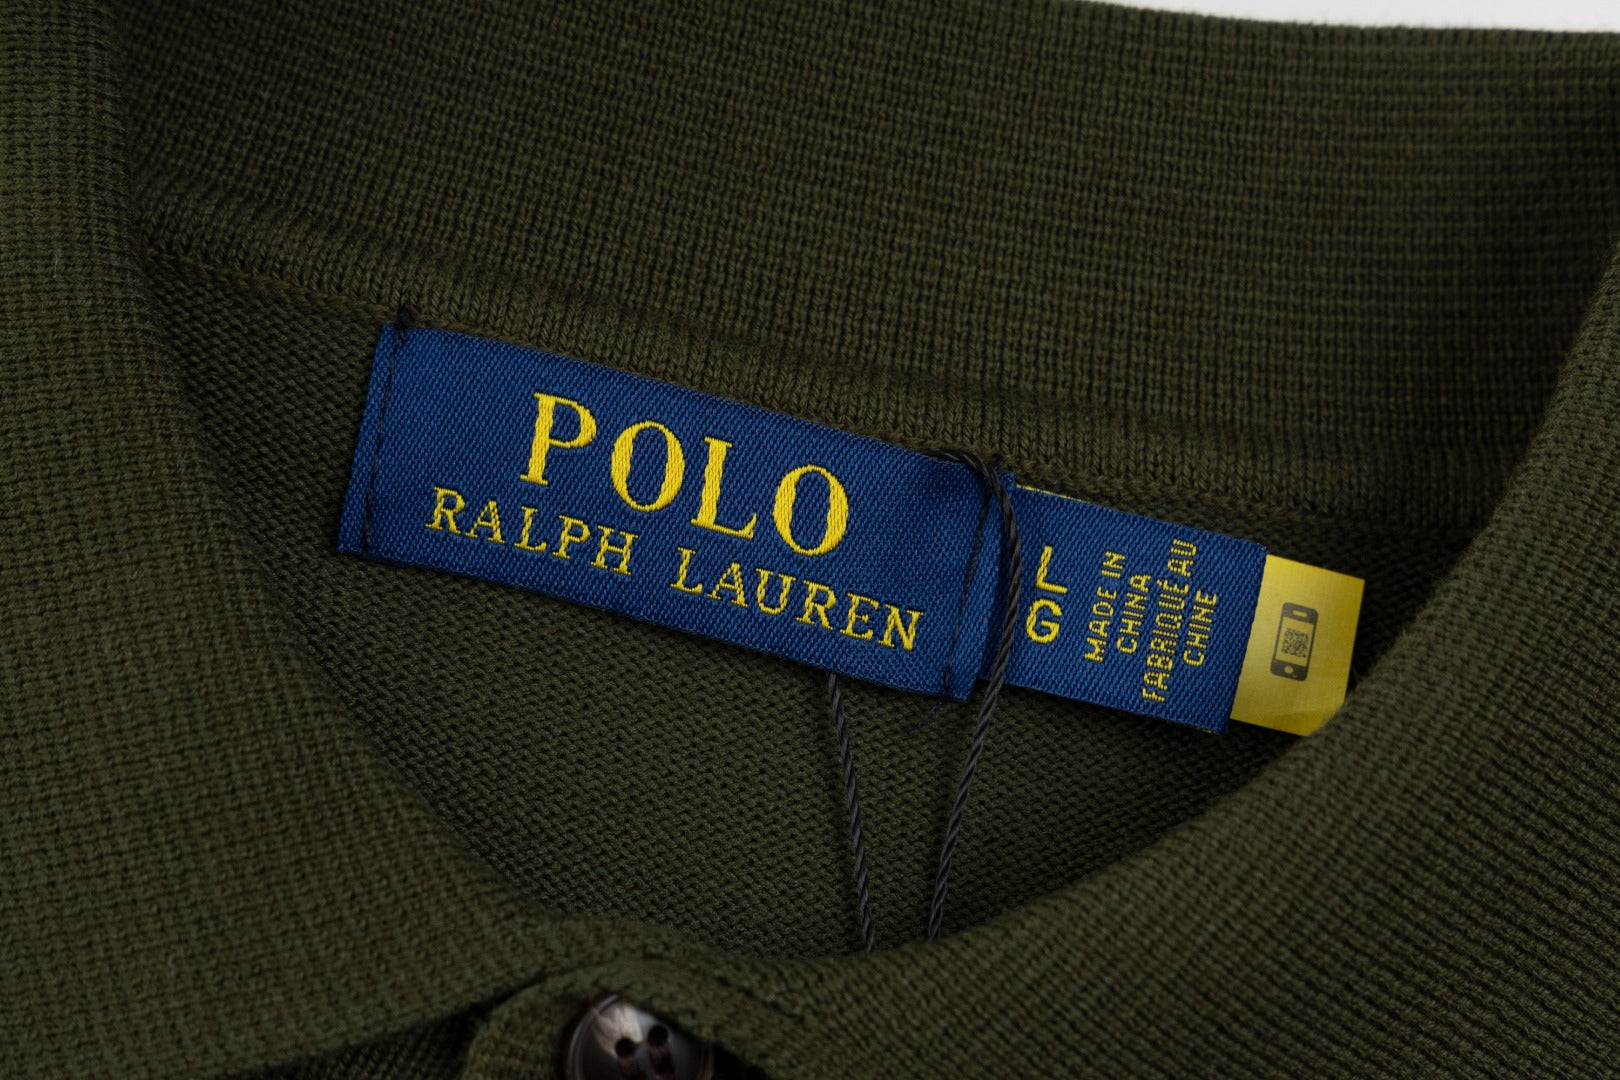 POLO
RALPH LAUREN
L
G
MADE IN
CHINA
FABRIQUÉ AU
CHINE